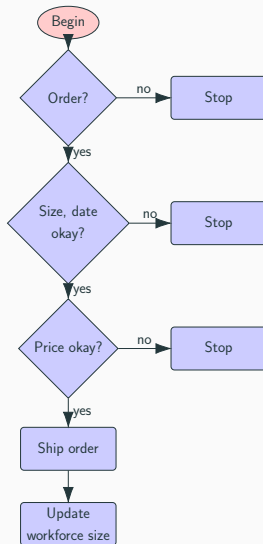 Begin
Order?
no
Stop
yes
Size, date
okay?
no
Stop
yes
Price okay?
no
Stop
yes
Ship order
Update
workforce size